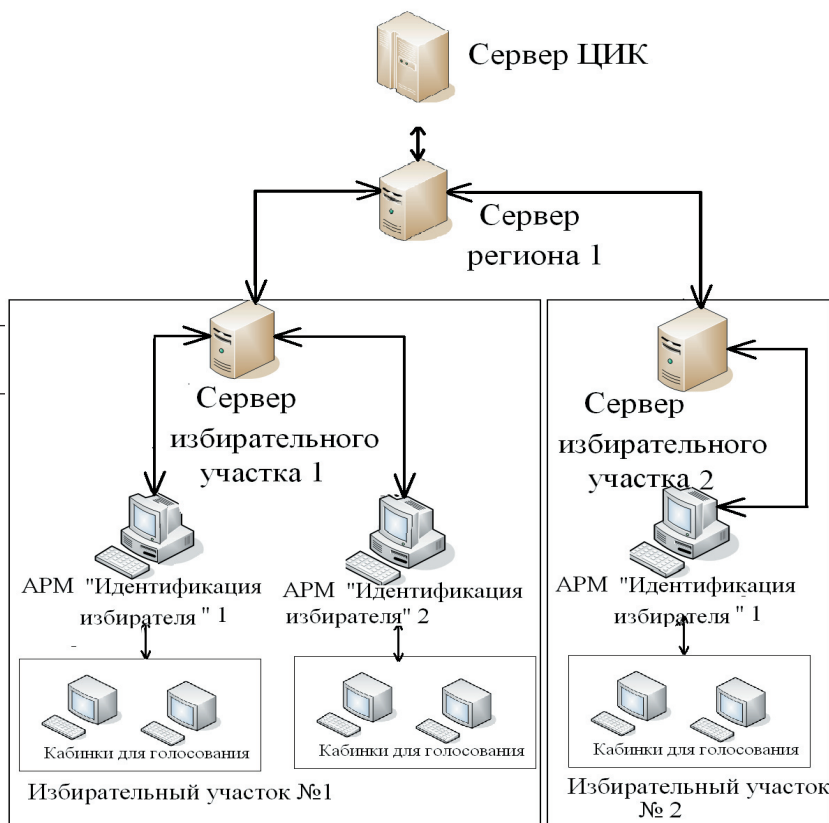 Сервер ЦИК
Сервер
региона 1
Сервер
избирательного
участка 1
Сервер
избирательного
участка 2
АРМ "Идентификация
избирателя " 1
АРМ "Идентификация
избирателя" 2
АРМ "Идентификация
избирателя " 1
Кабинки для голосования
Кабинки для голосования
Кабинки для голосования
Избирательный участок №1
Избирательный участок
№ 2